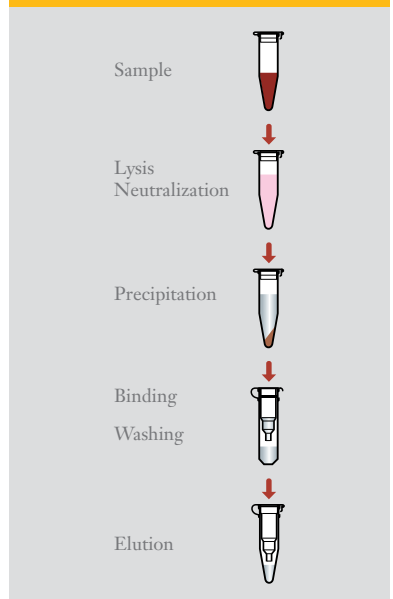 Sample
Lysis
Neutralization
Precipitation
Binding
Washing
Elution